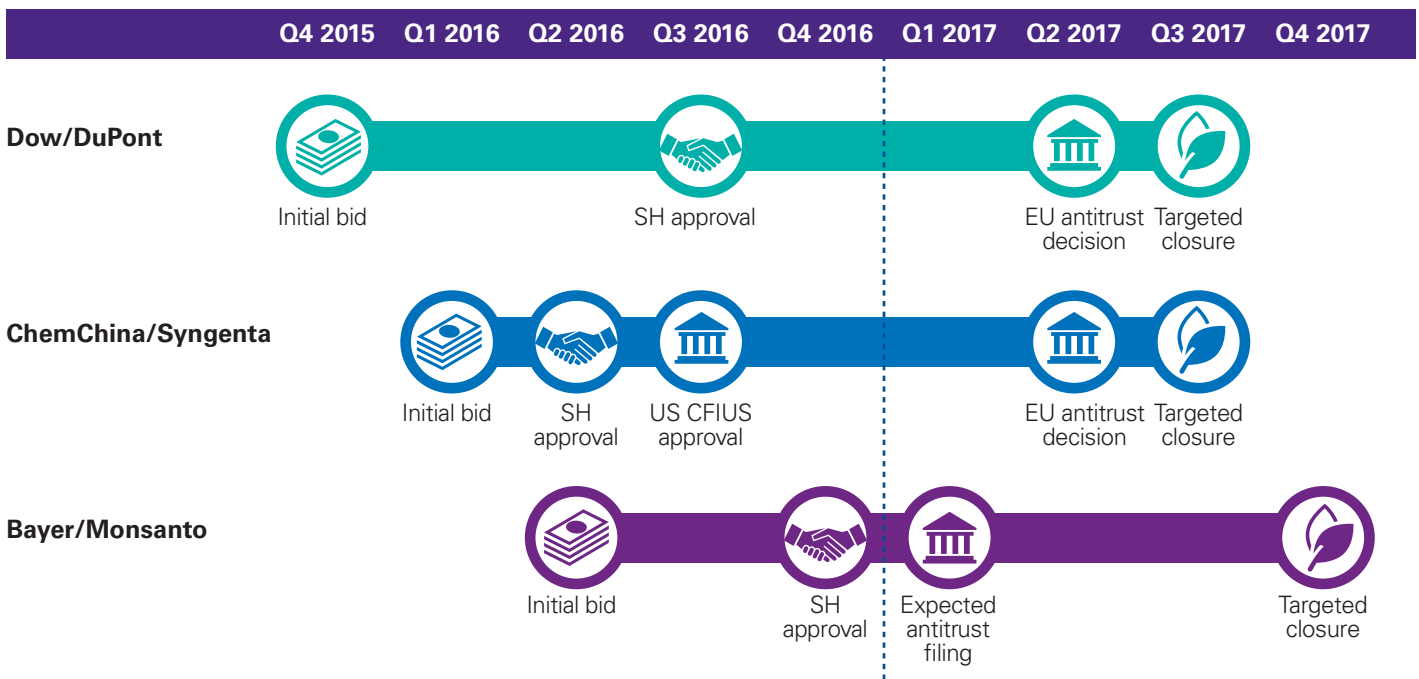 Q4 2015 Q1 2016 Q2 2016 Q3 2016 Q4 2016 Q1 2017 Q2 2017 Q3 2017 Q4 2017
Dow/DuPont
Initial bid
SH approval
EU antitrust
decision
Targeted
closure
ChemChina/Syngenta
Initial bid
SH
approval
US CFIUS
approval
EU antitrust
decision
Targeted
closure
Bayer/Monsanto
Initial bid
SH
approval
Expected
antitrust
filing
Targeted
closure